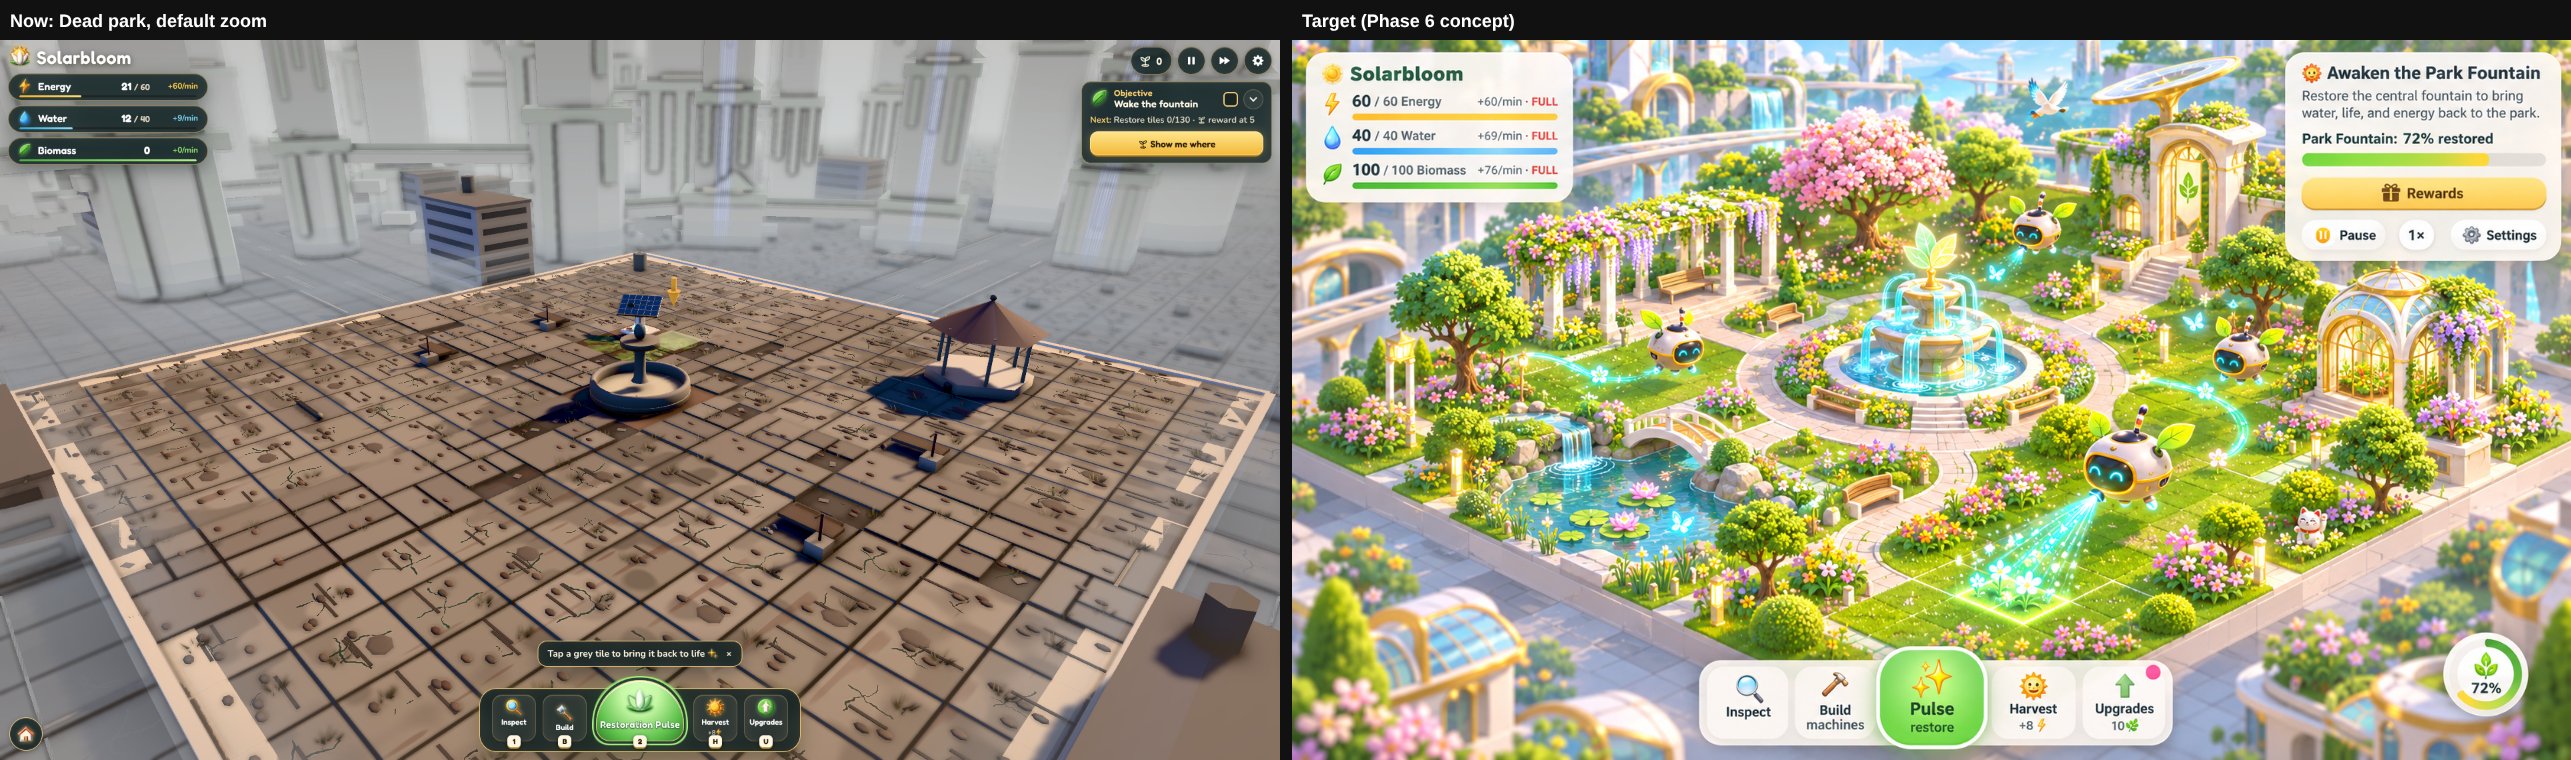 Now: Dead park, default zoom
Solarbloom
Energy 21 / 60 +60/min
Water 12 / 40 +9/min
Biomass 0 +0/min
0
Objective
Wake the fountain
Next: Restore tiles 0/130 · reward at 5
Show me where
Tap a grey tile to bring it back to life ×
Inspect
1
Build
B
Restoration Pulse
2
Harvest
+8
H
Upgrades
U
Target (Phase 6 concept)
Solarbloom
60 / 60 Energy +60/min · FULL
40 / 40 Water +69/min · FULL
100 / 100 Biomass +76/min · FULL
Awaken the Park Fountain
Restore the central fountain to bring
water, life, and energy back to the park.
Park Fountain: 72% restored
Rewards
Pause
1×
Settings
Inspect
Build
machines
Pulse
restore
Harvest
+8
Upgrades
10
72%